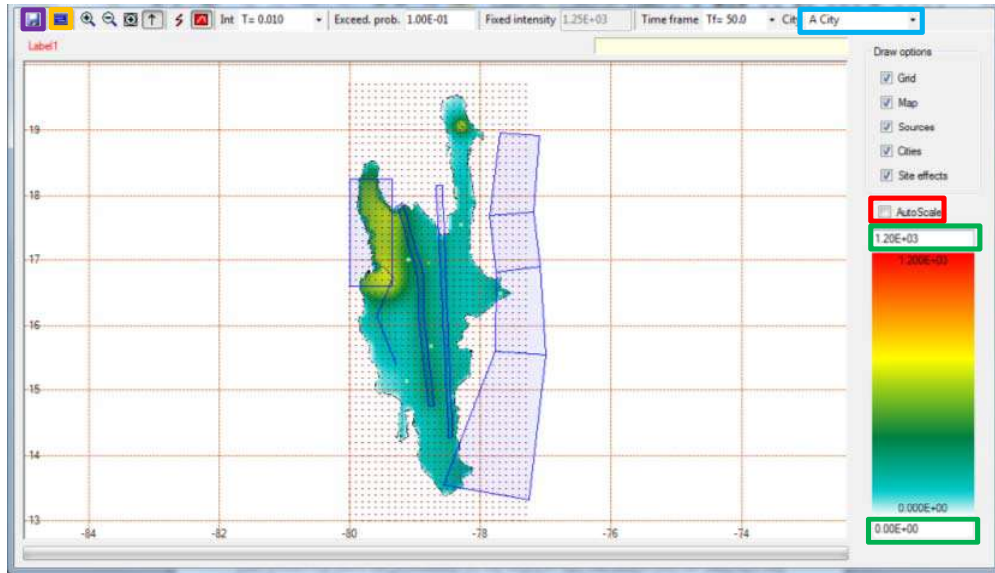 Int T= 0.010 Exceed. prob. 1.00E-01 Fixed intensity 1.25E+03 Time frame Tf= 50.0 City A City
Label1
Draw options
Grid
Map
Sources
Cities
Site effects
AutoScale
1.20E+03
1.200E+03
0.000E+00
0.00E+00
19
18
17
16
15
14
13
-84 -82 -80 -78 -76 -74